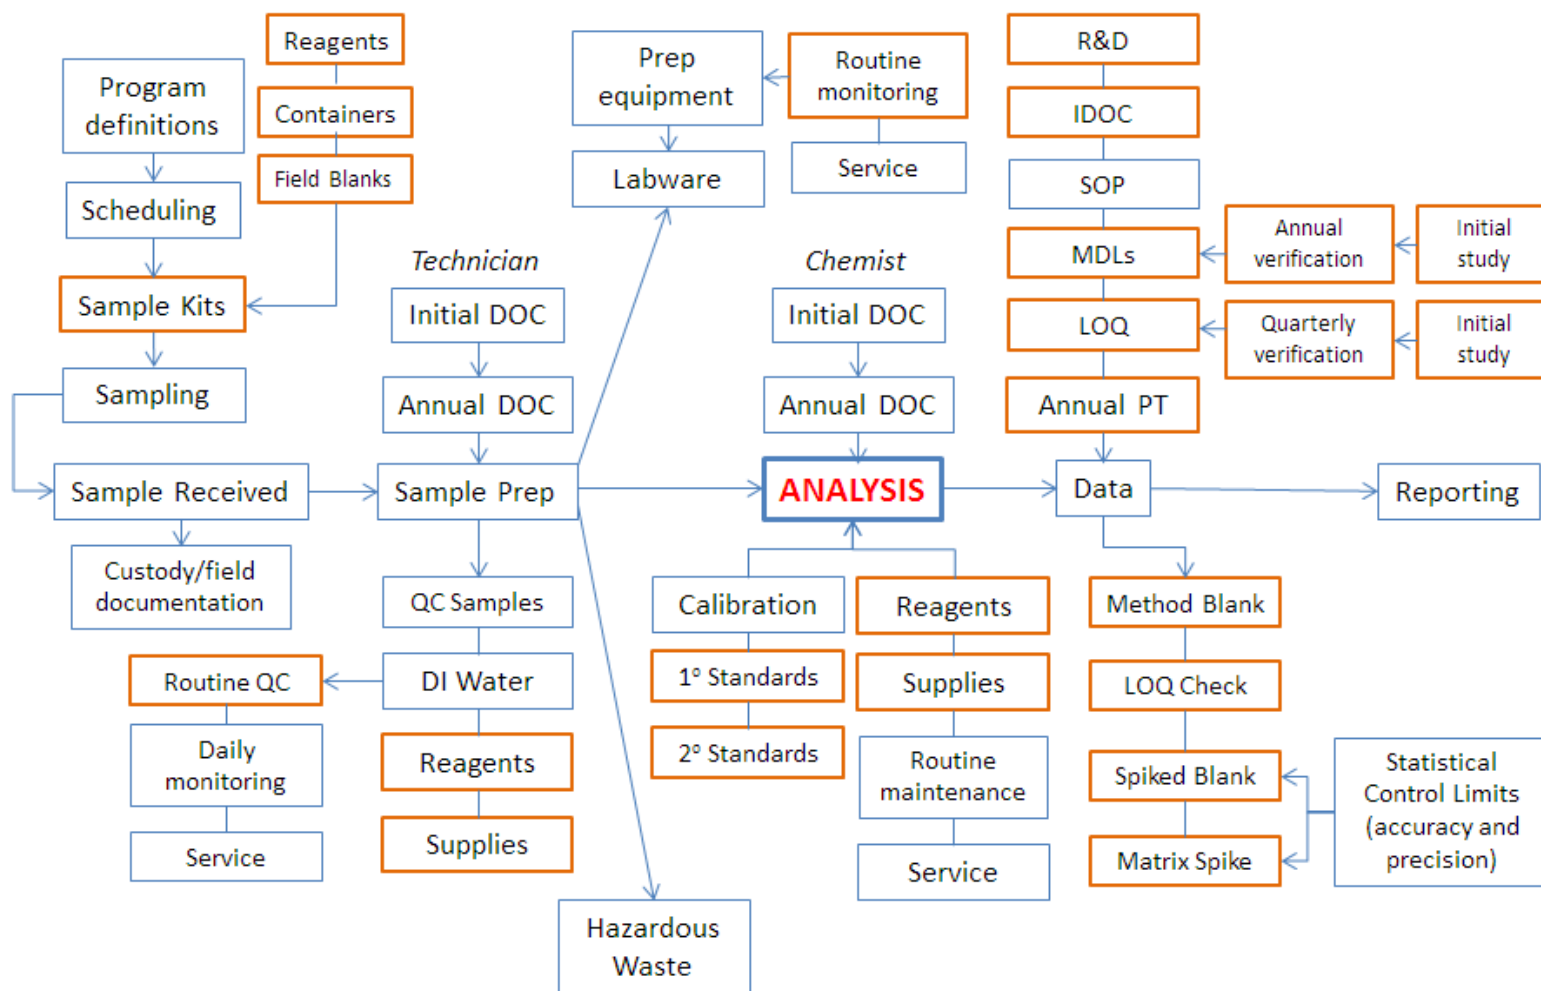 Reagents
Containers
Field Blanks
Program
definitions
Scheduling
Sample Kits
Sampling
Sample Received
Custody/field
documentation
Technician
Initial DOC
Annual DOC
Sample Prep
QC Samples
DI Water
Reagents
Supplies
Routine QC
Daily
monitoring
Service
Prep
equipment
Labware
Routine
monitoring
Service
Hazardous
Waste
Chemist
Initial DOC
Annual DOC
ANALYSIS
Calibration
1º Standards
2º Standards
Reagents
Supplies
Routine
maintenance
Service
R&D
IDOC
SOP
MDLs
Annual
verification
Initial
study
LOQ
Quarterly
verification
Initial
study
Annual PT
Data
Reporting
Method Blank
LOQ Check
Spiked Blank
Matrix Spike
Statistical
Control Limits
(accuracy and
precision)